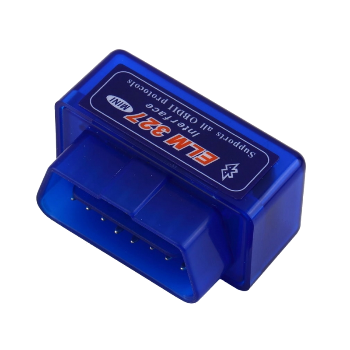 Supports all OBDII protocols
Interface
ELM 327
MINI